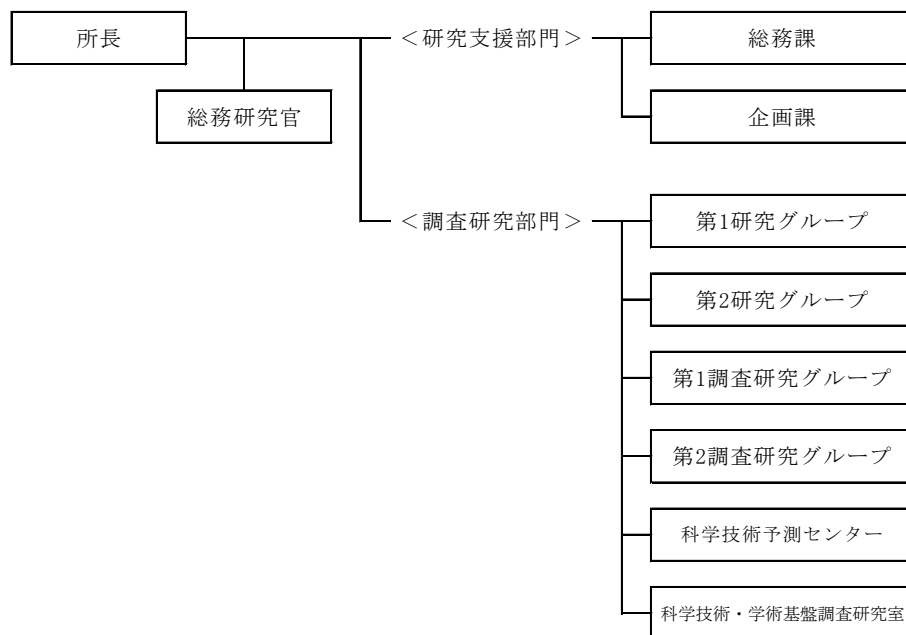 所長
総務研究官
＜研究支援部門＞
総務課
企画課
＜調査研究部門＞
第1研究グループ
第2研究グループ
第1調査研究グループ
第2調査研究グループ
科学技術予測センター
科学技術・学術基盤調査研究室